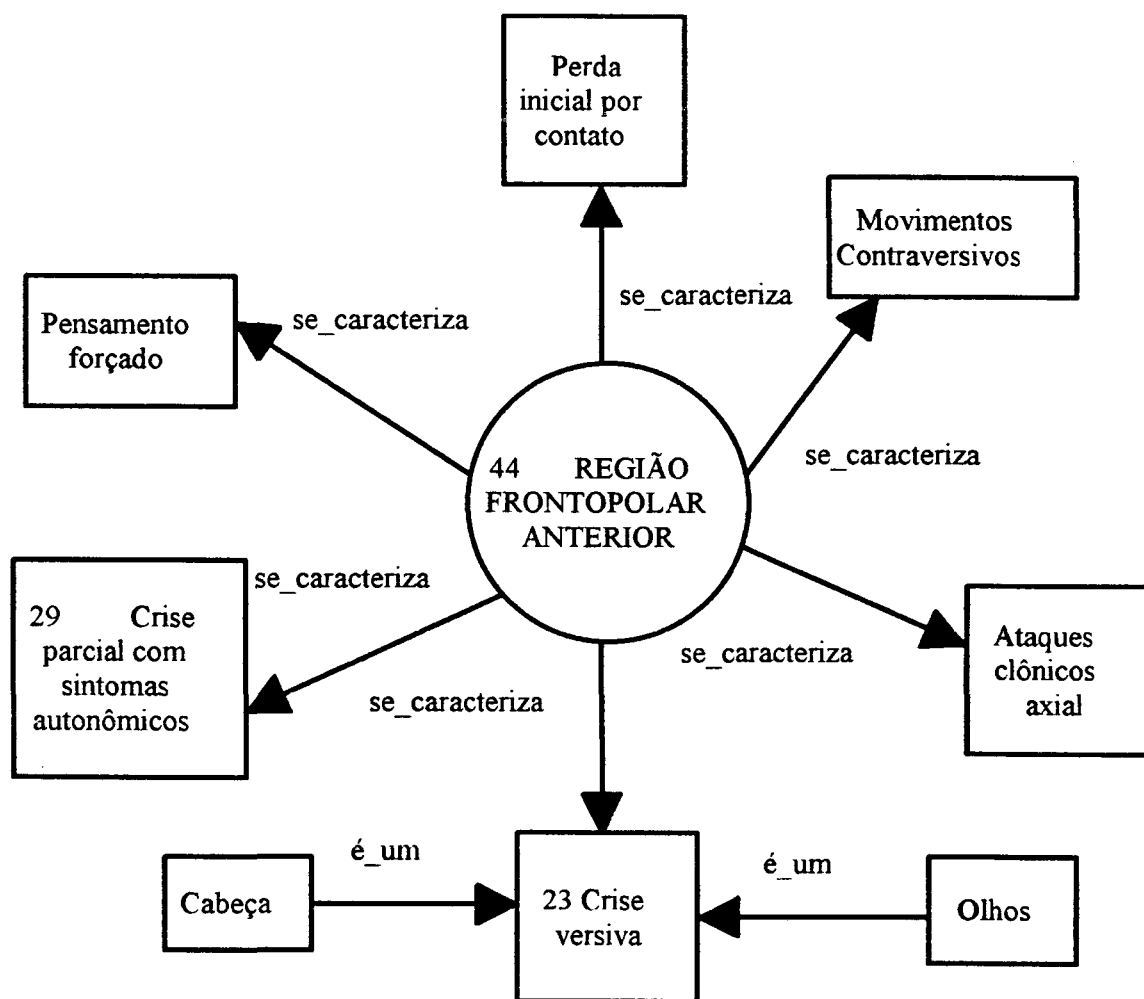 Perda
inicial por
contato
Movimentos
Contraversivos
se_caracteriza
se_caracteriza
Pensamento
forçado
se_caracteriza
44 REGIÃO
FRONTOPOLAR
ANTERIOR
se_caracteriza
29 Crise
parcial com
sintomas
autonômicos
se_caracteriza
se_caracteriza
Ataques
clônicos
axial
é_um
é_um
Cabeça
23 Crise
versiva
Olhos